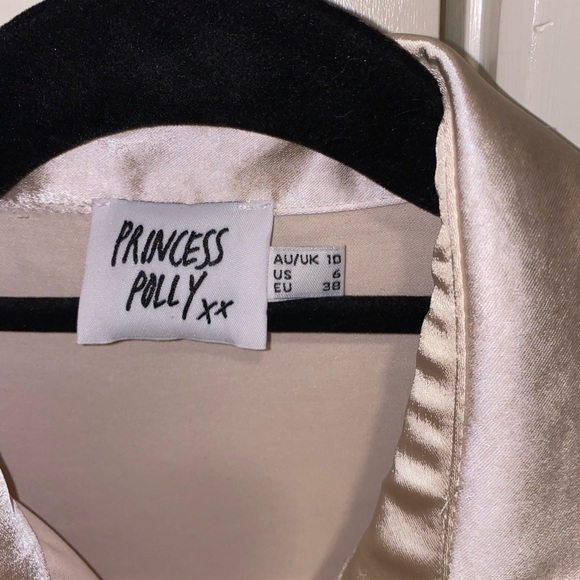 PRINCESS
POLLY xx
AU/UK 10
US 6
EU 38